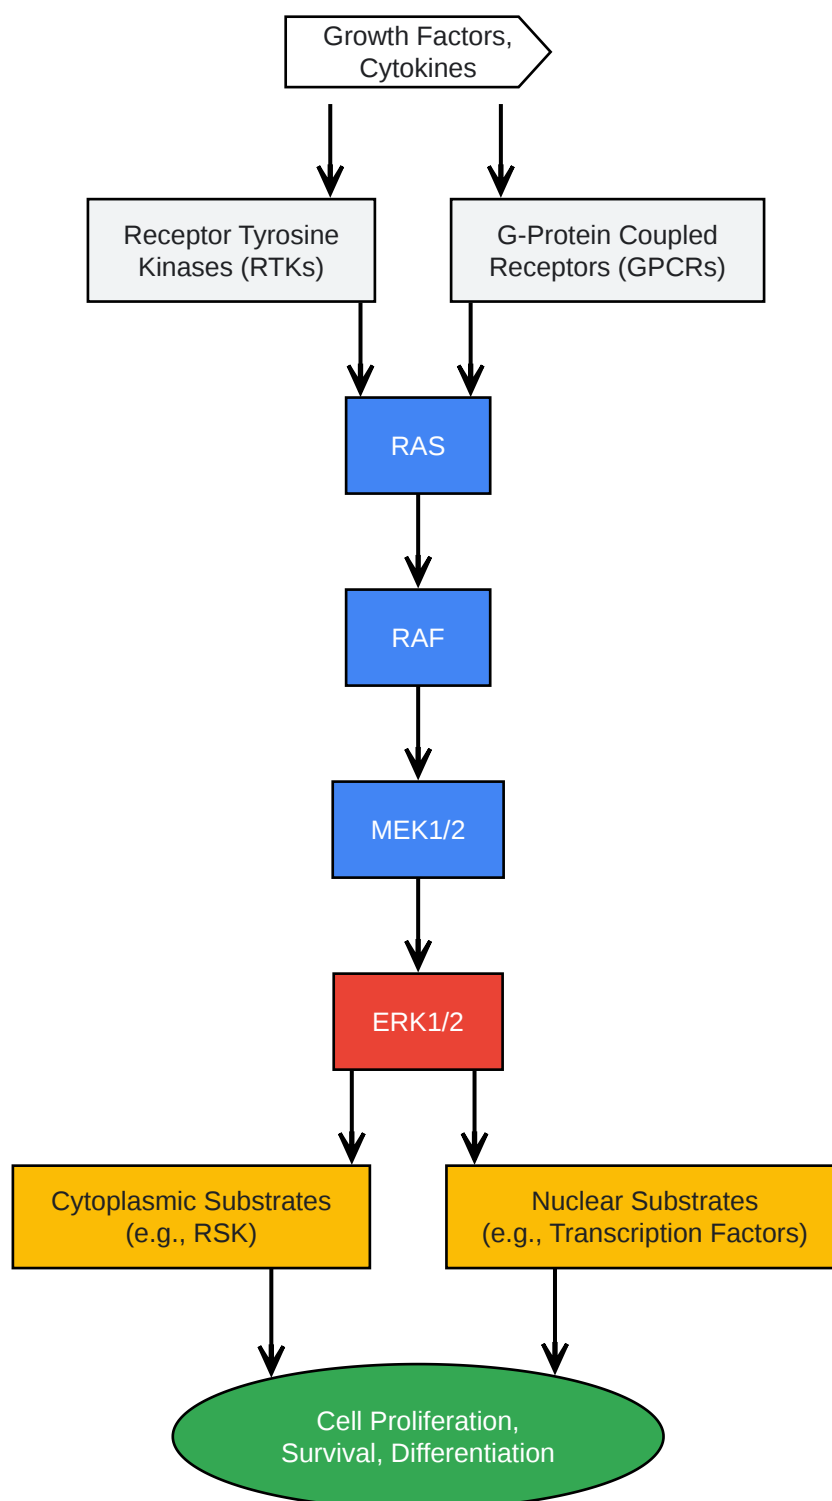 Growth Factors,
Cytokines
Receptor Tyrosine
Kinases (RTKs)
G-Protein Coupled
Receptors (GPCRs)
RAS
RAF
MEK1/2
ERK1/2
Cytoplasmic Substrates
(e.g., RSK)
Nuclear Substrates
(e.g., Transcription Factors)
Cell Proliferation,
Survival, Differentiation